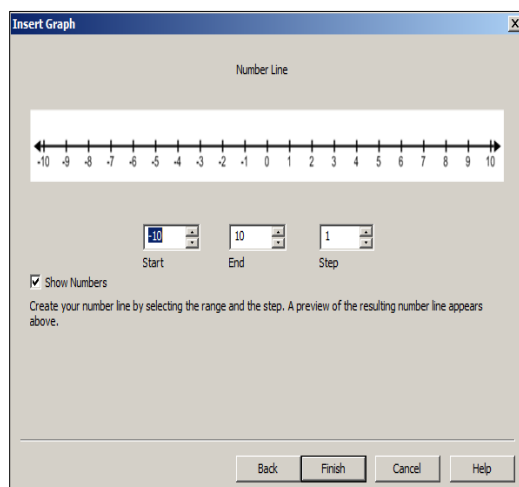 Insert Graph
Number Line
-10 -9 -8 -7 -6 -5 -4 -3 -2 -1 0 1 2 3 4 5 6 7 8 9 10
-10 10 1
Start End Step
Show Numbers
Create your number line by selecting the range and the step. A preview of the resulting number line appears
above.
Back Finish Cancel Help